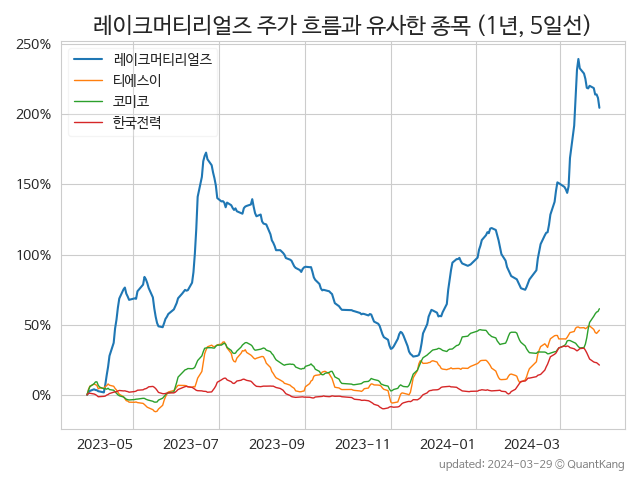 레이크머티리얼즈 주가 흐름과 유사한 종목 (1년, 5일선)
레이크머티리얼즈
티에스이
코미코
한국전력
250%
200%
150%
100%
50%
0%
2023-05 2023-07 2023-09 2023-11 2024-01 2024-03
updated: 2024-03-29 © QuantKang